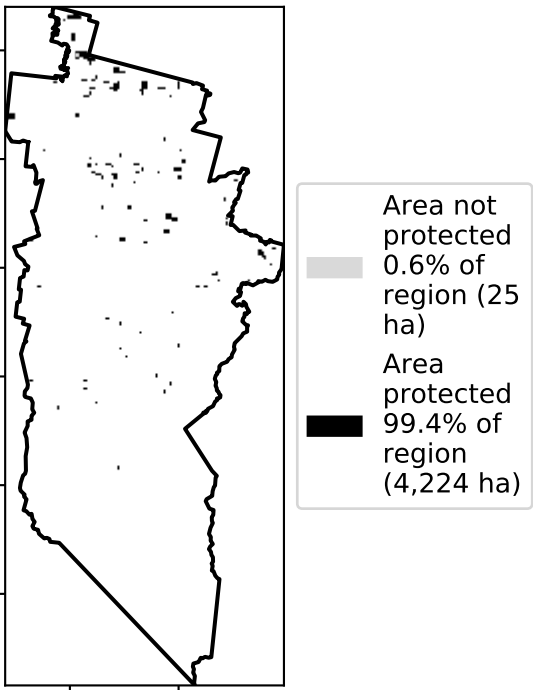 Area not
protected
0.6% of
region (25
ha)
Area
protected
99.4% of
region
(4,224 ha)